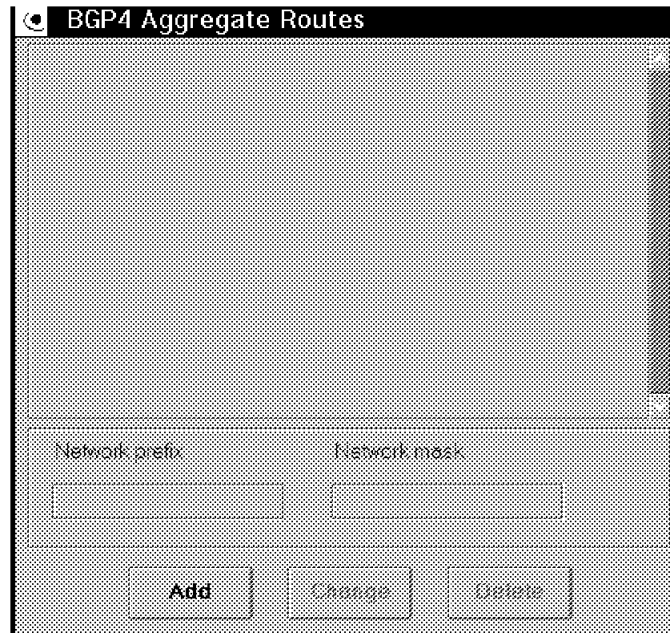 BGP4 Aggregate Routes
Network prefix
Network mask
Add
Change
Delete